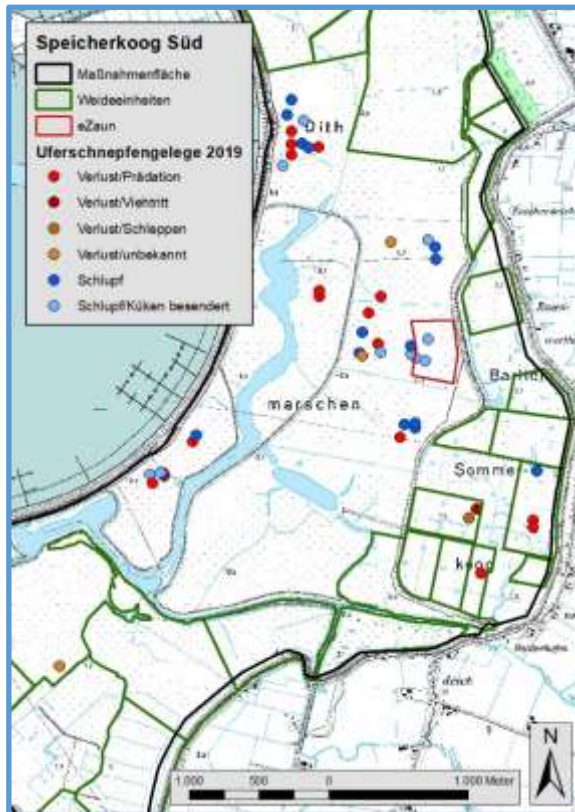 Speicherkoog Süd
Maßnahmenfläche
Weideeinheiten
eZaun
Uferschnepfengelege 2019
Verlust/Prädation
Verlust/Viehtritt
Verlust/Schleppen
Verlust/unbekannt
Schlupf
Schlupf/Küken besendert
Dith
marschen
Somme
koog
deich
N
1.000 500 0 1.000 Meter